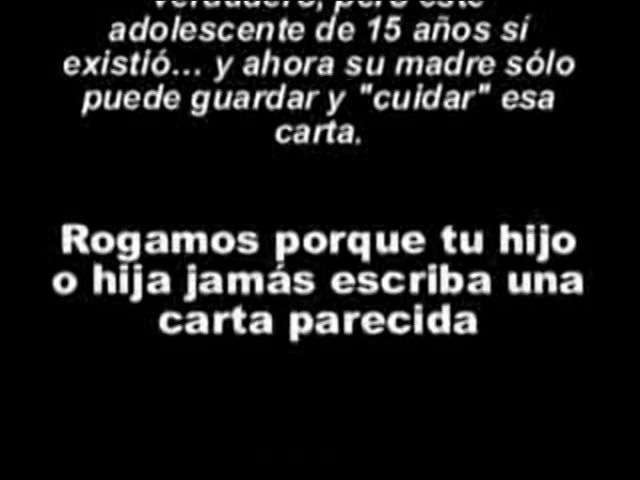 adolescente de 15 años sí
existió... y ahora su madre sólo
puede guardar y "cuidar" esa
carta.
Rogamos porque tu hijo
o hija jamás escriba una
carta parecida